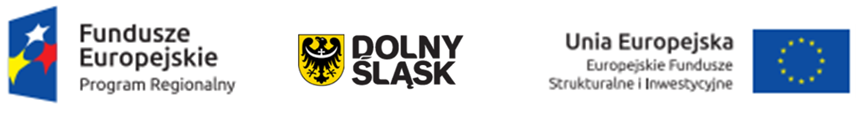 Fundusze
Europejskie
Program Regionalny
DOLNY
ŚLĄSK
Unia Europejska
Europejskie Fundusze
Strukturalne i Inwestycyjne